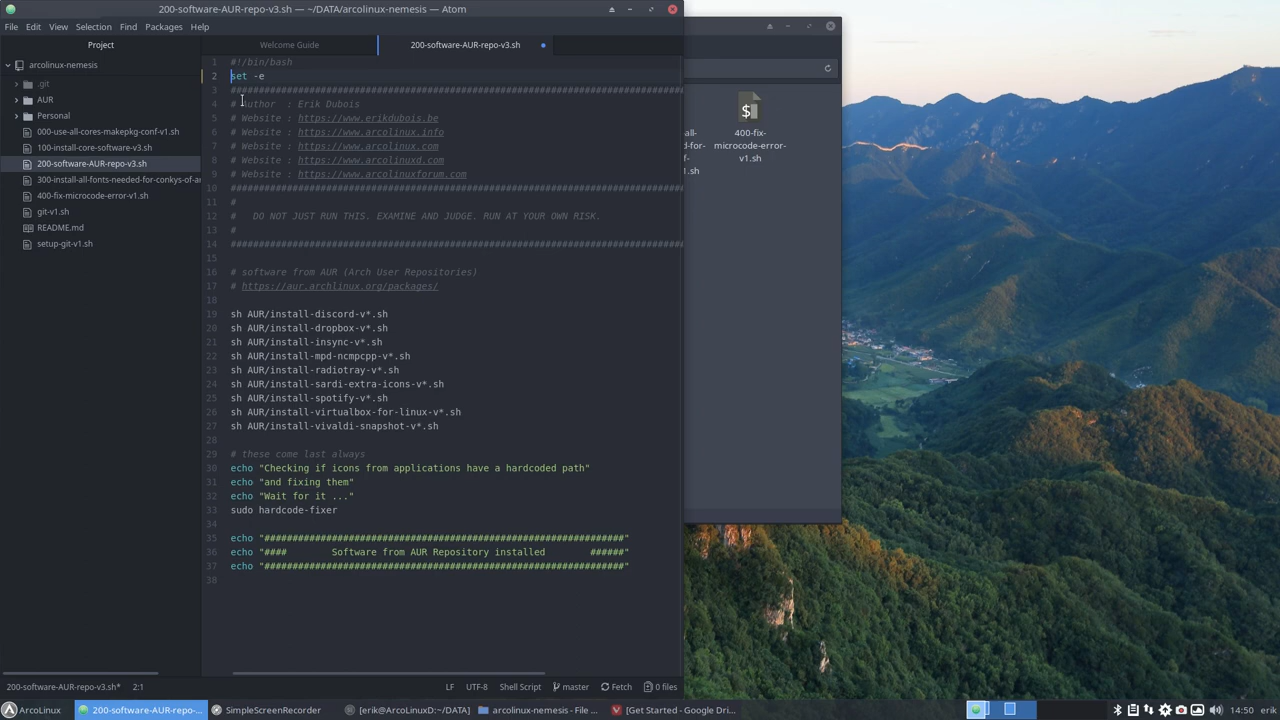 200-software-AUR-repo-v3.sh — ~/DATA/arcolinux-nemesis — Atom
File Edit View Selection Find Packages Help
Project
Welcome Guide
200-software-AUR-repo-v3.sh
arcolinux-nemesis
.git
AUR
Personal
000-use-all-cores-makepkg-conf-v1.sh
100-install-core-software-v3.sh
200-software-AUR-repo-v3.sh
300-install-all-fonts-needed-for-conkys-of-ar
400-fix-microcode-error-v1.sh
git-v1.sh
README.md
setup-git-v1.sh
1 #!/bin/bash
2 set -e
3 ##################################################################################
4 # Author : Erik Dubois
5 # Website : https://www.erikdubois.be
6 # Website : https://www.arcolinux.info
7 # Website : https://www.arcolinux.com
8 # Website : https://www.arcolinuxd.com
9 # Website : https://www.arcolinuxforum.com
10 ##################################################################################
11 #
12 #   DO NOT JUST RUN THIS. EXAMINE AND JUDGE. RUN AT YOUR OWN RISK.
13 #
14 ##################################################################################
15
16 # software from AUR (Arch User Repositories)
17 # https://aur.archlinux.org/packages/
18
19 sh AUR/install-discord-v*.sh
20 sh AUR/install-dropbox-v*.sh
21 sh AUR/install-insync-v*.sh
22 sh AUR/install-mpd-ncmpcpp-v*.sh
23 sh AUR/install-radiotray-v*.sh
24 sh AUR/install-sardi-extra-icons-v*.sh
25 sh AUR/install-spotify-v*.sh
26 sh AUR/install-virtualbox-for-linux-v*.sh
27 sh AUR/install-vivaldi-snapshot-v*.sh
28
29 # these come last always
30 echo "Checking if icons from applications have a hardcoded path"
31 echo "and fixing them"
32 echo "Wait for it ..."
33 sudo hardcode-fixer
34
35 echo "################################################################"
36 echo "####        Software from AUR Repository installed        ######"
37 echo "################################################################"
38
all-
d-for-
f-
1.sh
$
400-fix-
microcode-error-
v1.sh
200-software-AUR-repo-v3.sh* 2:1
LF UTF-8 Shell Script master Fetch 0 files
ArcoLinux 200-software-AUR-repo-... SimpleScreenRecorder [erik@ArcoLinuxD:~/DATA] arcolinux-nemesis - File ... [Get Started - Google Dri... 14:50 erik